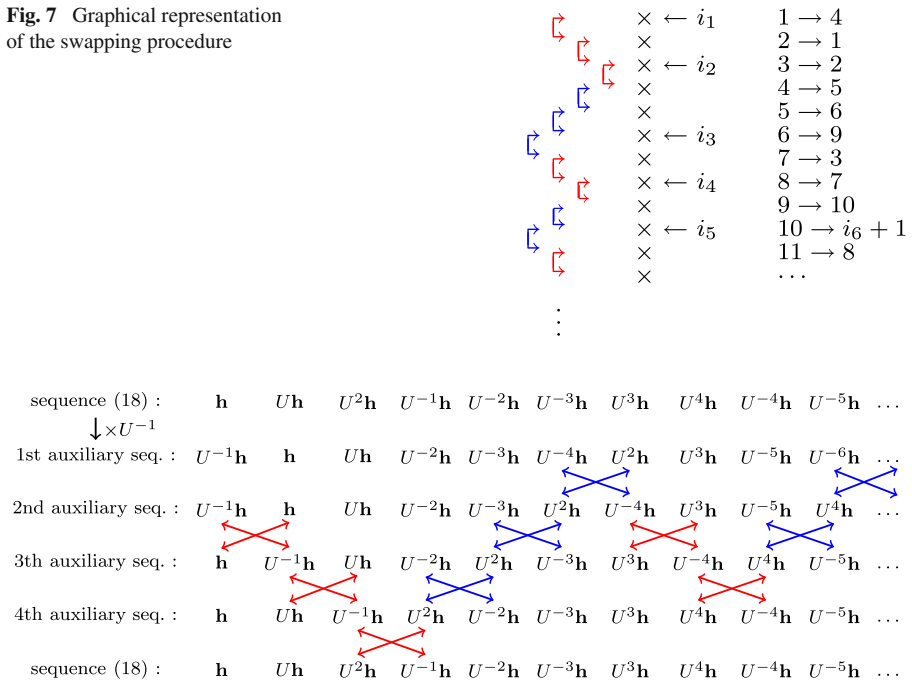 Fig. 7 Graphical representation
of the swapping procedure
× ← i₁ 1 → 4
× 2 → 1
× ← i₂ 3 → 2
× 4 → 5
× 5 → 6
× ← i₃ 6 → 9
× 7 → 3
× ← i₄ 8 → 7
× 9 → 10
× ← i₅ 10 → i₆ + 1
× 11 → 8
× ···
⋮
sequence (18) : h Uh U²h U⁻¹h U⁻²h U⁻³h U³h U⁴h U⁻⁴h U⁻⁵h ...
↓×U⁻¹
1st auxiliary seq. : U⁻¹h h Uh U⁻²h U⁻³h U⁻⁴h U²h U³h U⁻⁵h U⁻⁶h ...
2nd auxiliary seq. : U⁻¹h h Uh U⁻²h U⁻³h U²h U⁻⁴h U³h U⁻⁵h U⁴h ...
3th auxiliary seq. : h U⁻¹h Uh U⁻²h U²h U⁻³h U³h U⁻⁴h U⁴h U⁻⁵h ...
4th auxiliary seq. : h Uh U⁻¹h U²h U⁻²h U⁻³h U³h U⁴h U⁻⁴h U⁻⁵h ...
sequence (18) : h Uh U²h U⁻¹h U⁻²h U⁻³h U³h U⁴h U⁻⁴h U⁻⁵h ...